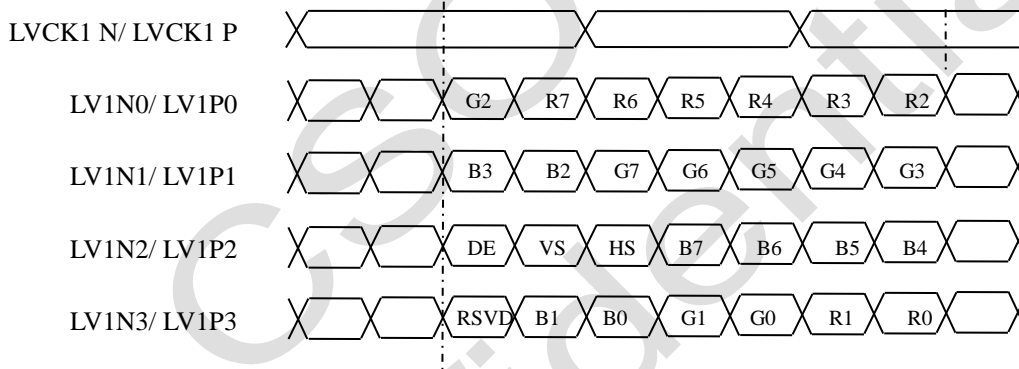 LVCK1 N/ LVCK1 P
LV1N0/ LV1P0 G2 R7 R6 R5 R4 R3 R2
LV1N1/ LV1P1 B3 B2 G7 G6 G5 G4 G3
LV1N2/ LV1P2 DE VS HS B7 B6 B5 B4
LV1N3/ LV1P3 RSVD B1 B0 G1 G0 R1 R0